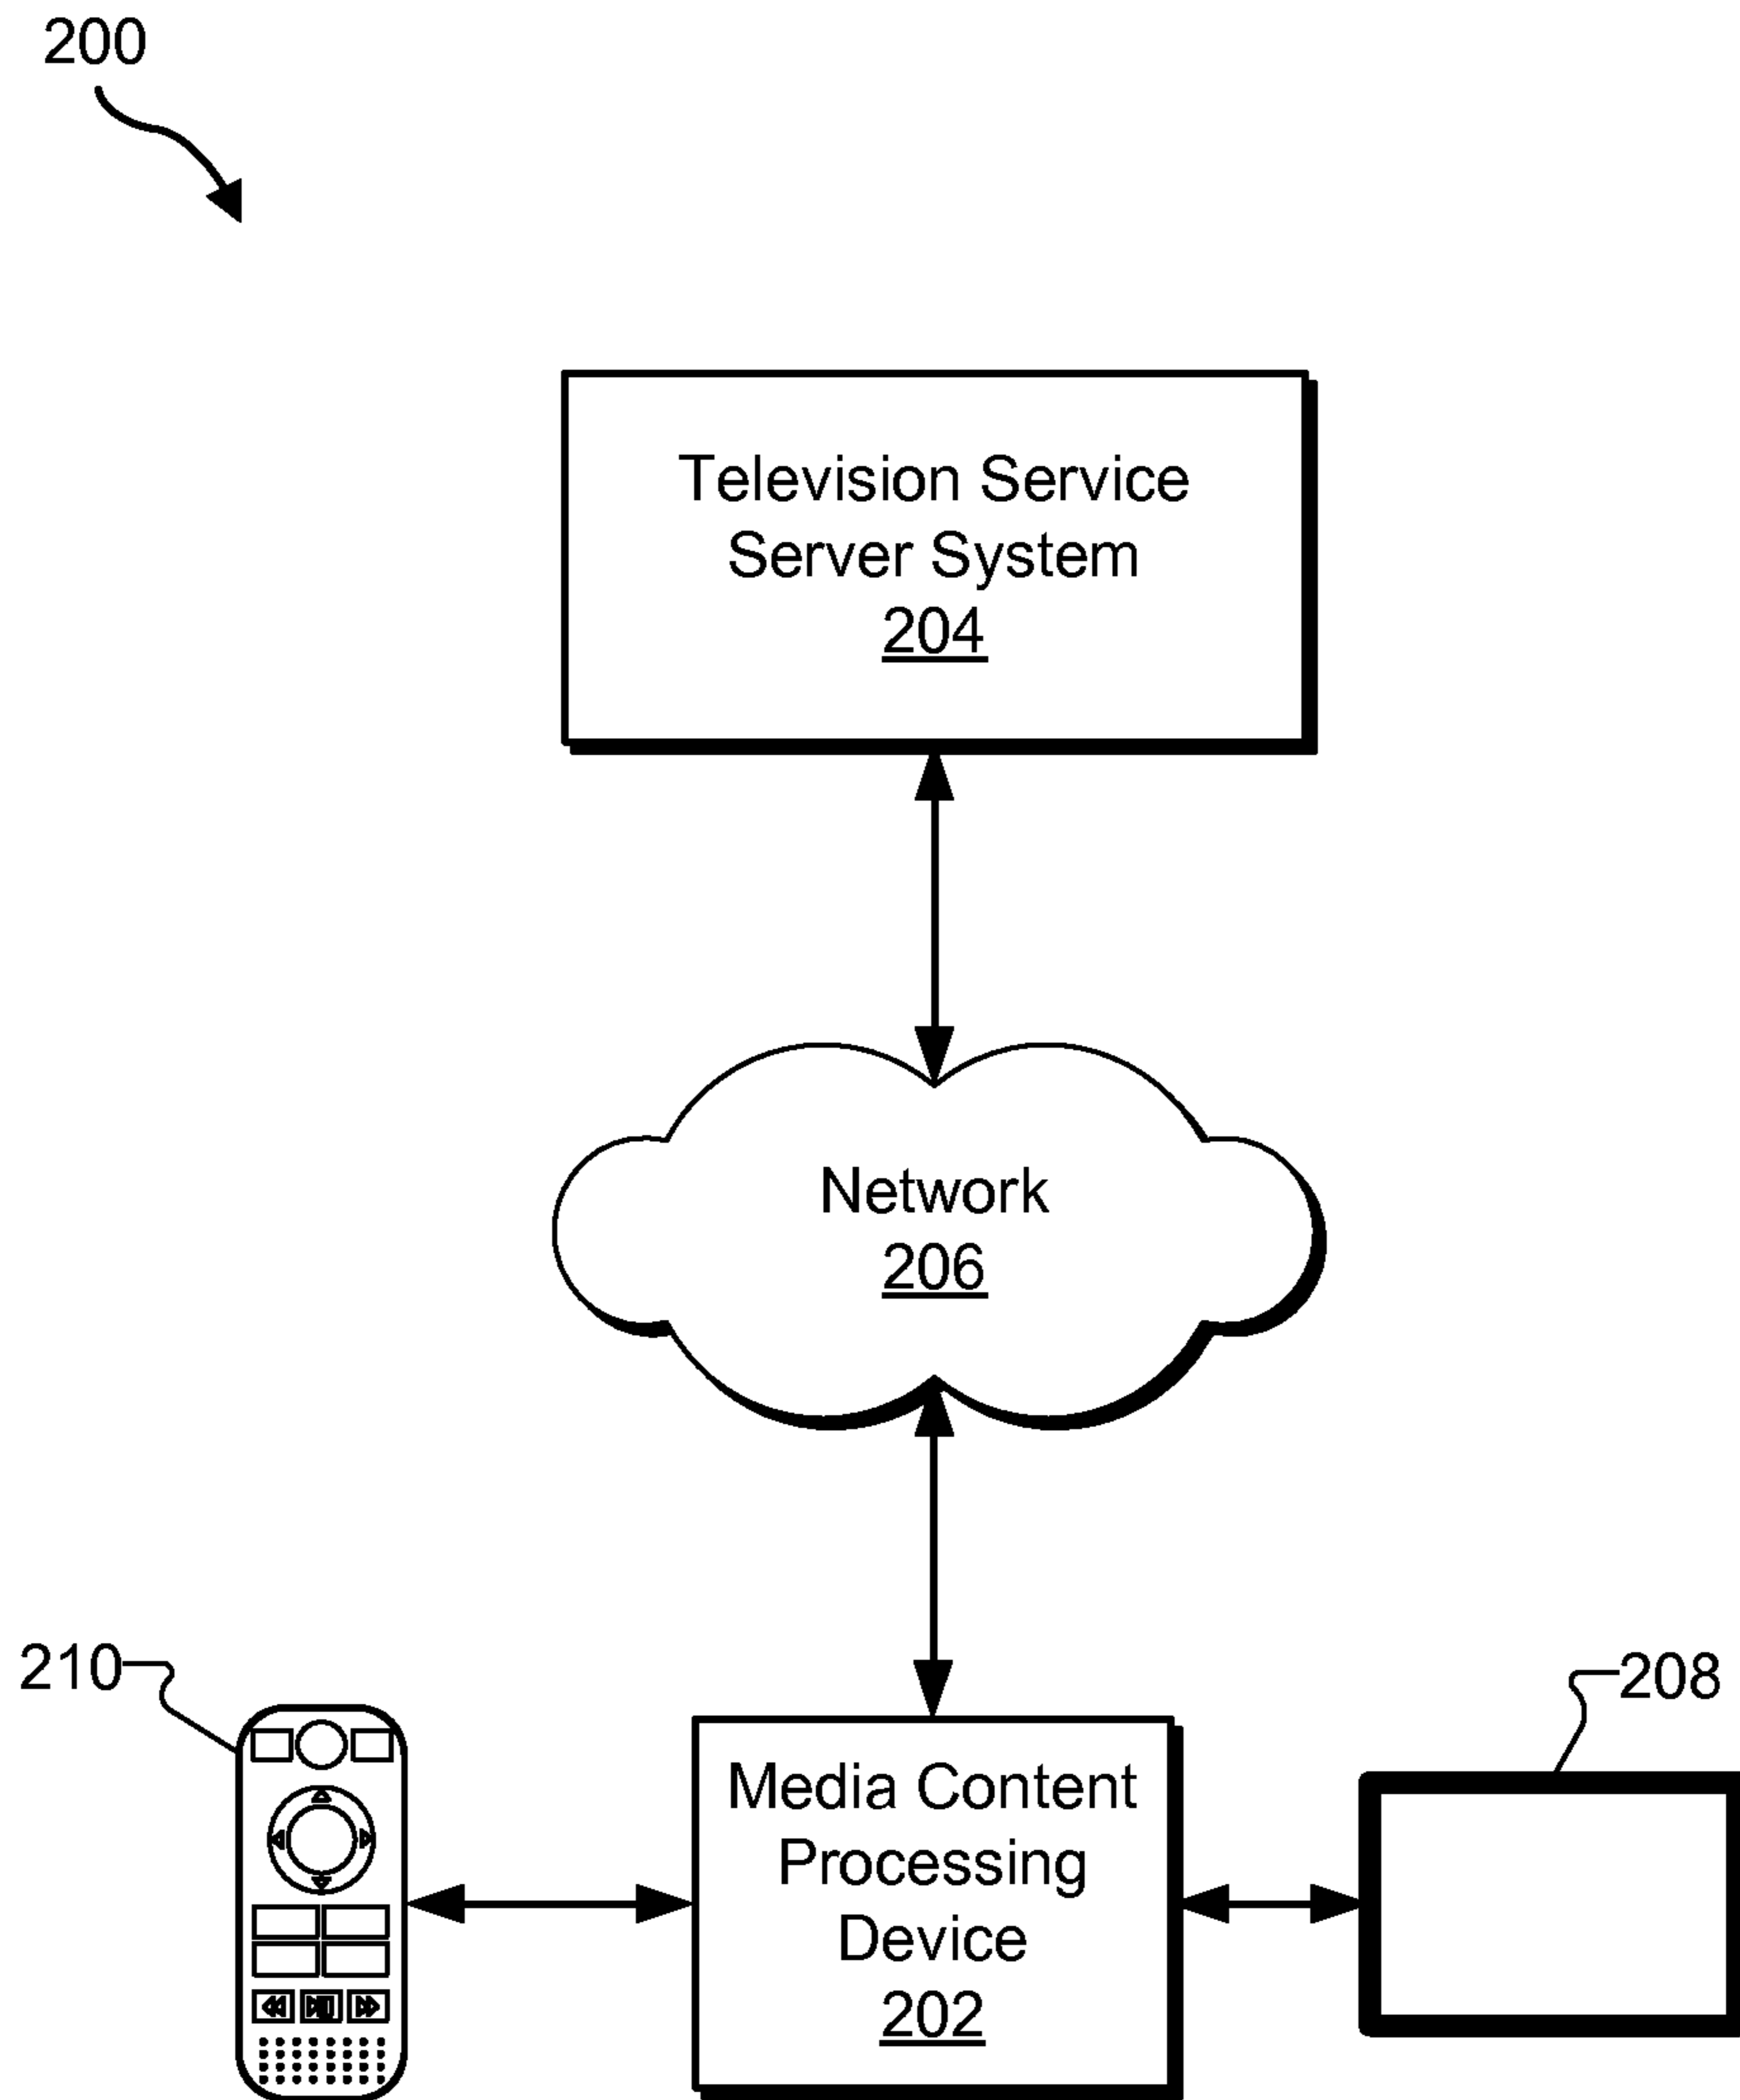 200
Television Service
Server System
204
Network
206
210
208
Media Content
Processing
Device
202